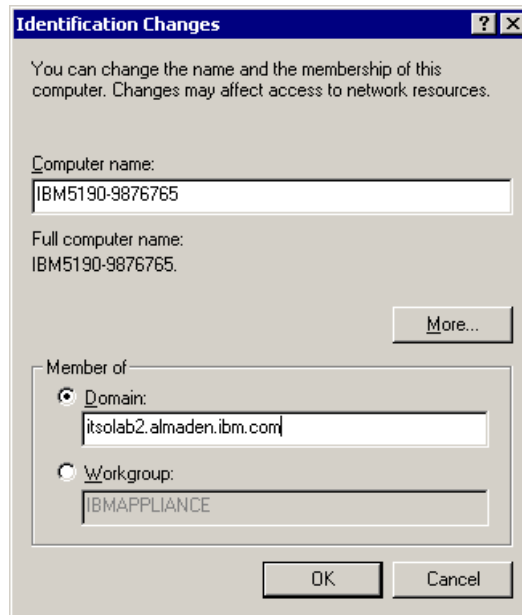 Identification Changes
?
You can change the name and the membership of this
computer. Changes may affect access to network resources.
Computer name:
IBM5190-9876765
Full computer name:
IBM5190-9876765.
More...
Member of
Domain:
itsolab2.almaden.ibm.com
Workgroup:
IBMAPPLIANCE
OK Cancel